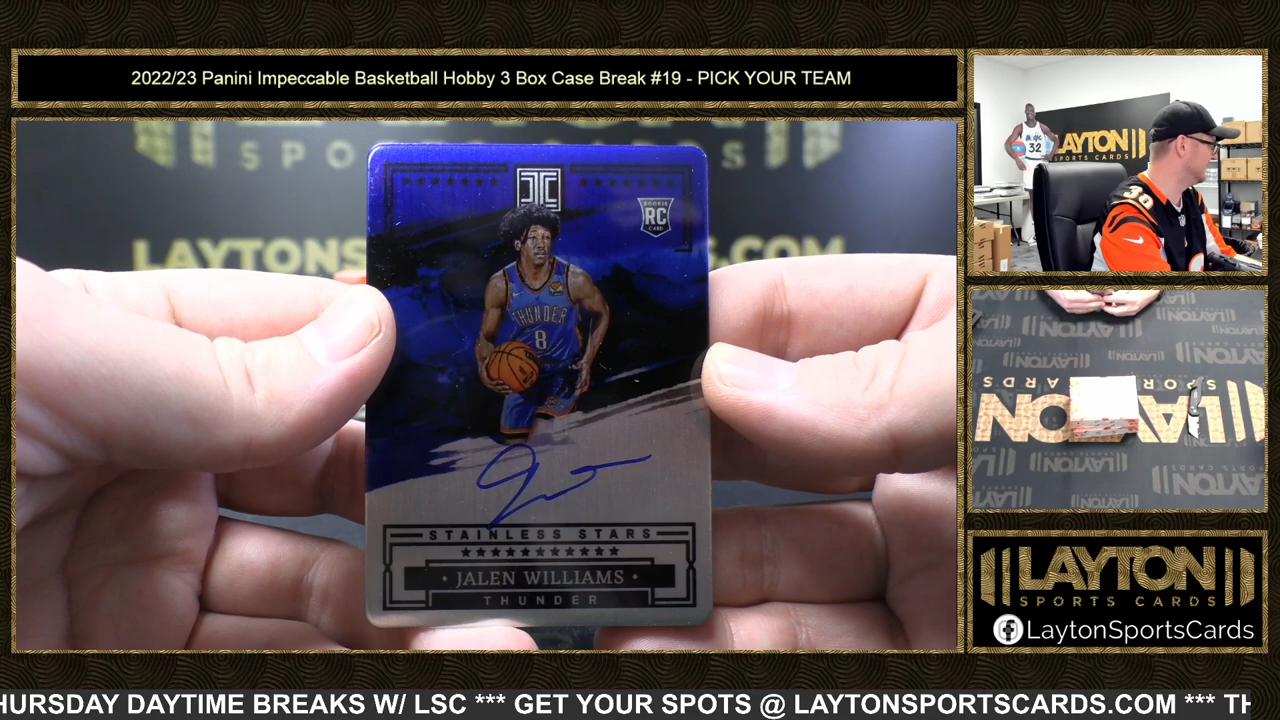 2022/23 Panini Impeccable Basketball Hobby 3 Box Case Break #19 - PICK YOUR TEAM
ROOKIE
RC
CARD
THUNDER
8
STAINLESS STARS
JALEN WILLIAMS
THUNDER
LAYTON
SPORTS CARDS
32
30
LAYTON
SPORTS CARDS
LaytonSportsCards
HURSDAY DAYTIME BREAKS W/ LSC *** GET YOUR SPOTS @ LAYTONSPORTSCARDS.COM *** TH